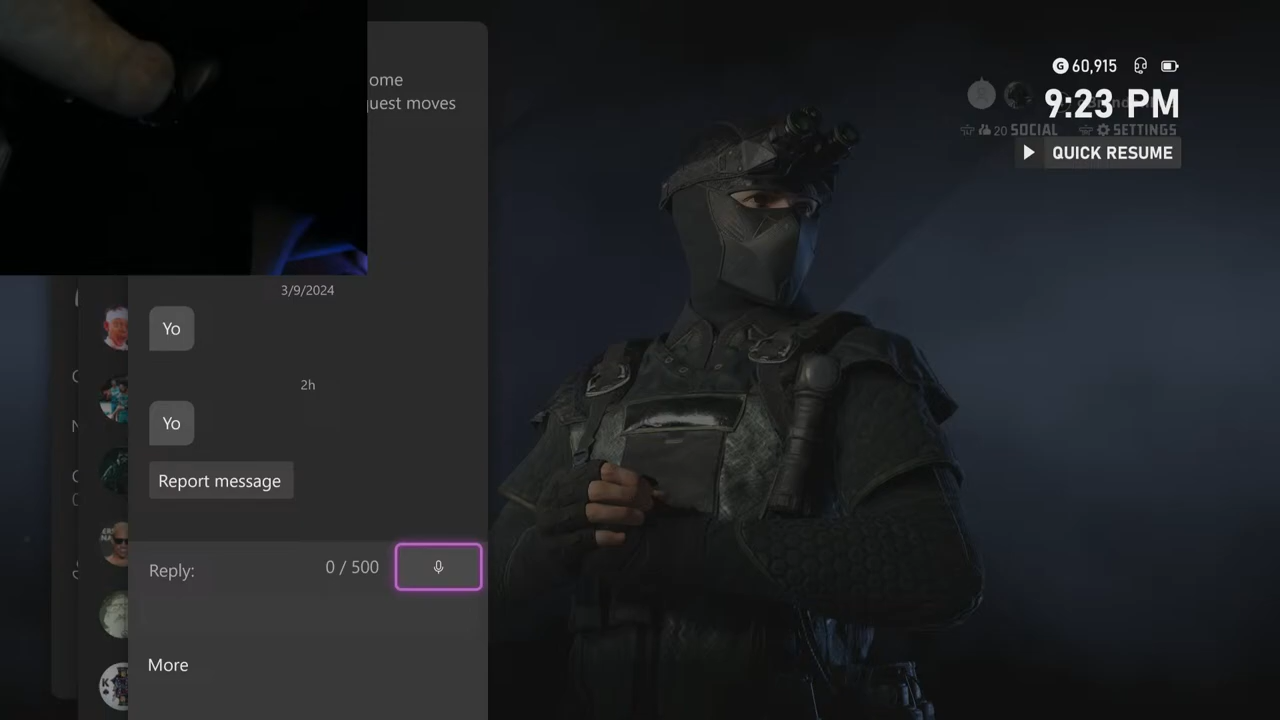 ome
quest moves
G 60,915
9:23 PM
20 SOCIAL
SETTINGS
QUICK RESUME
3/9/2024
Yo
2h
Yo
Report message
Reply:
0 / 500
More